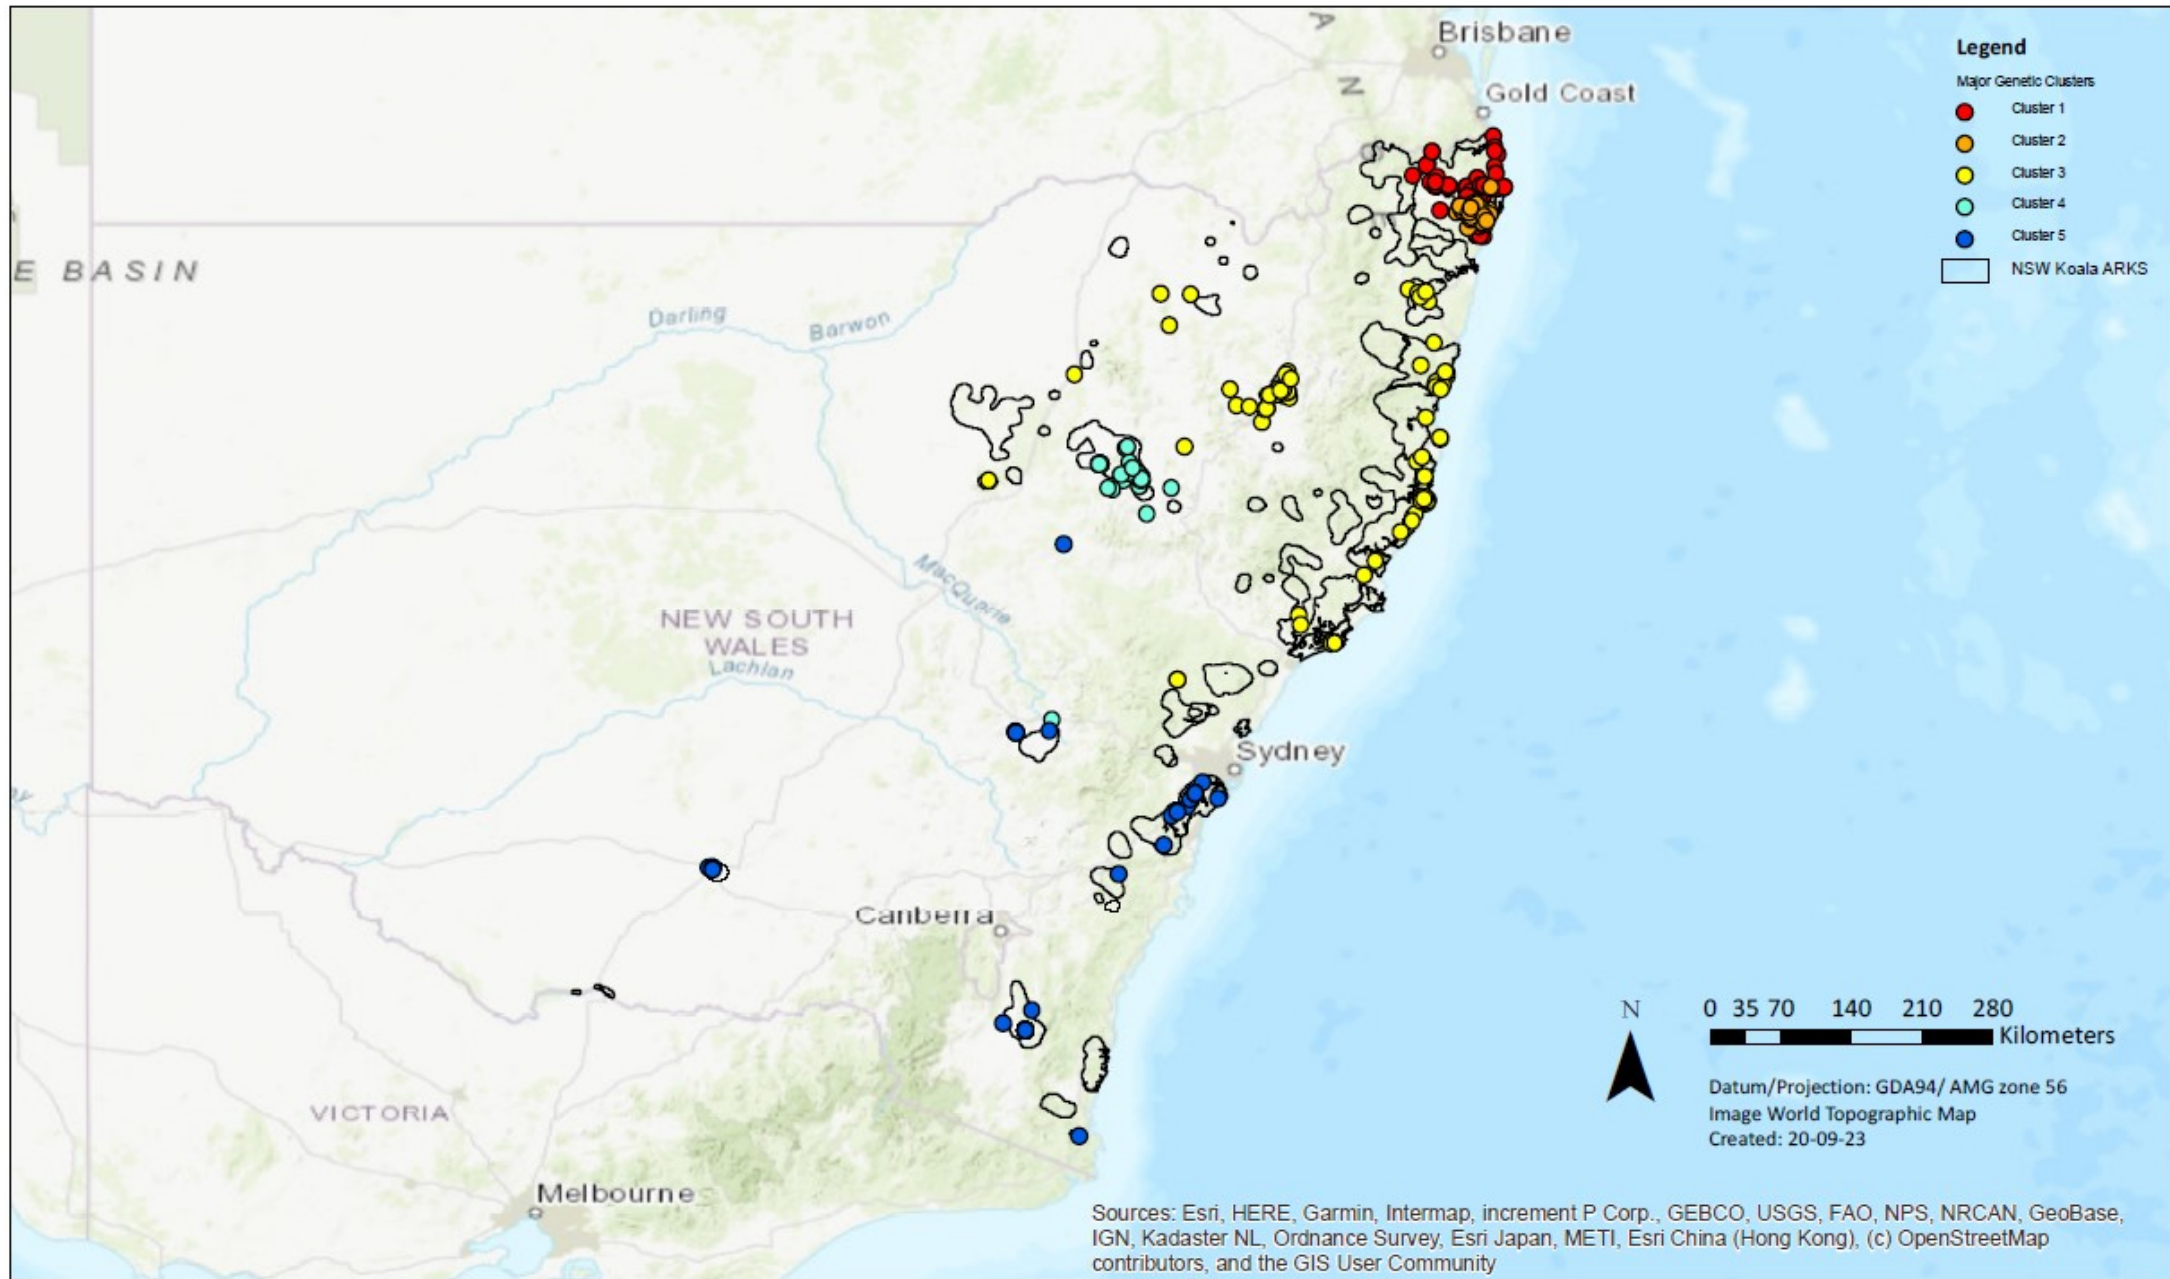 Brisbane
Gold Coast
Legend
Major Genetic Clusters
Cluster 1
Cluster 2
Cluster 3
Cluster 4
Cluster 5
NSW Koala ARKS
A
N
E BASIN
Darling
Barwon
MacQuarie
NEW SOUTH
WALES
Lachlan
Sydney
Canberra
VICTORIA
Melbourne
N
0 35 70 140 210 280
Kilometers
Datum/Projection: GDA94/ AMG zone 56
Image World Topographic Map
Created: 20-09-23
Sources: Esri, HERE, Garmin, Intermap, increment P Corp., GEBCO, USGS, FAO, NPS, NRCAN, GeoBase,
IGN, Kadaster NL, Ordnance Survey, Esri Japan, METI, Esri China (Hong Kong), (c) OpenStreetMap
contributors, and the GIS User Community